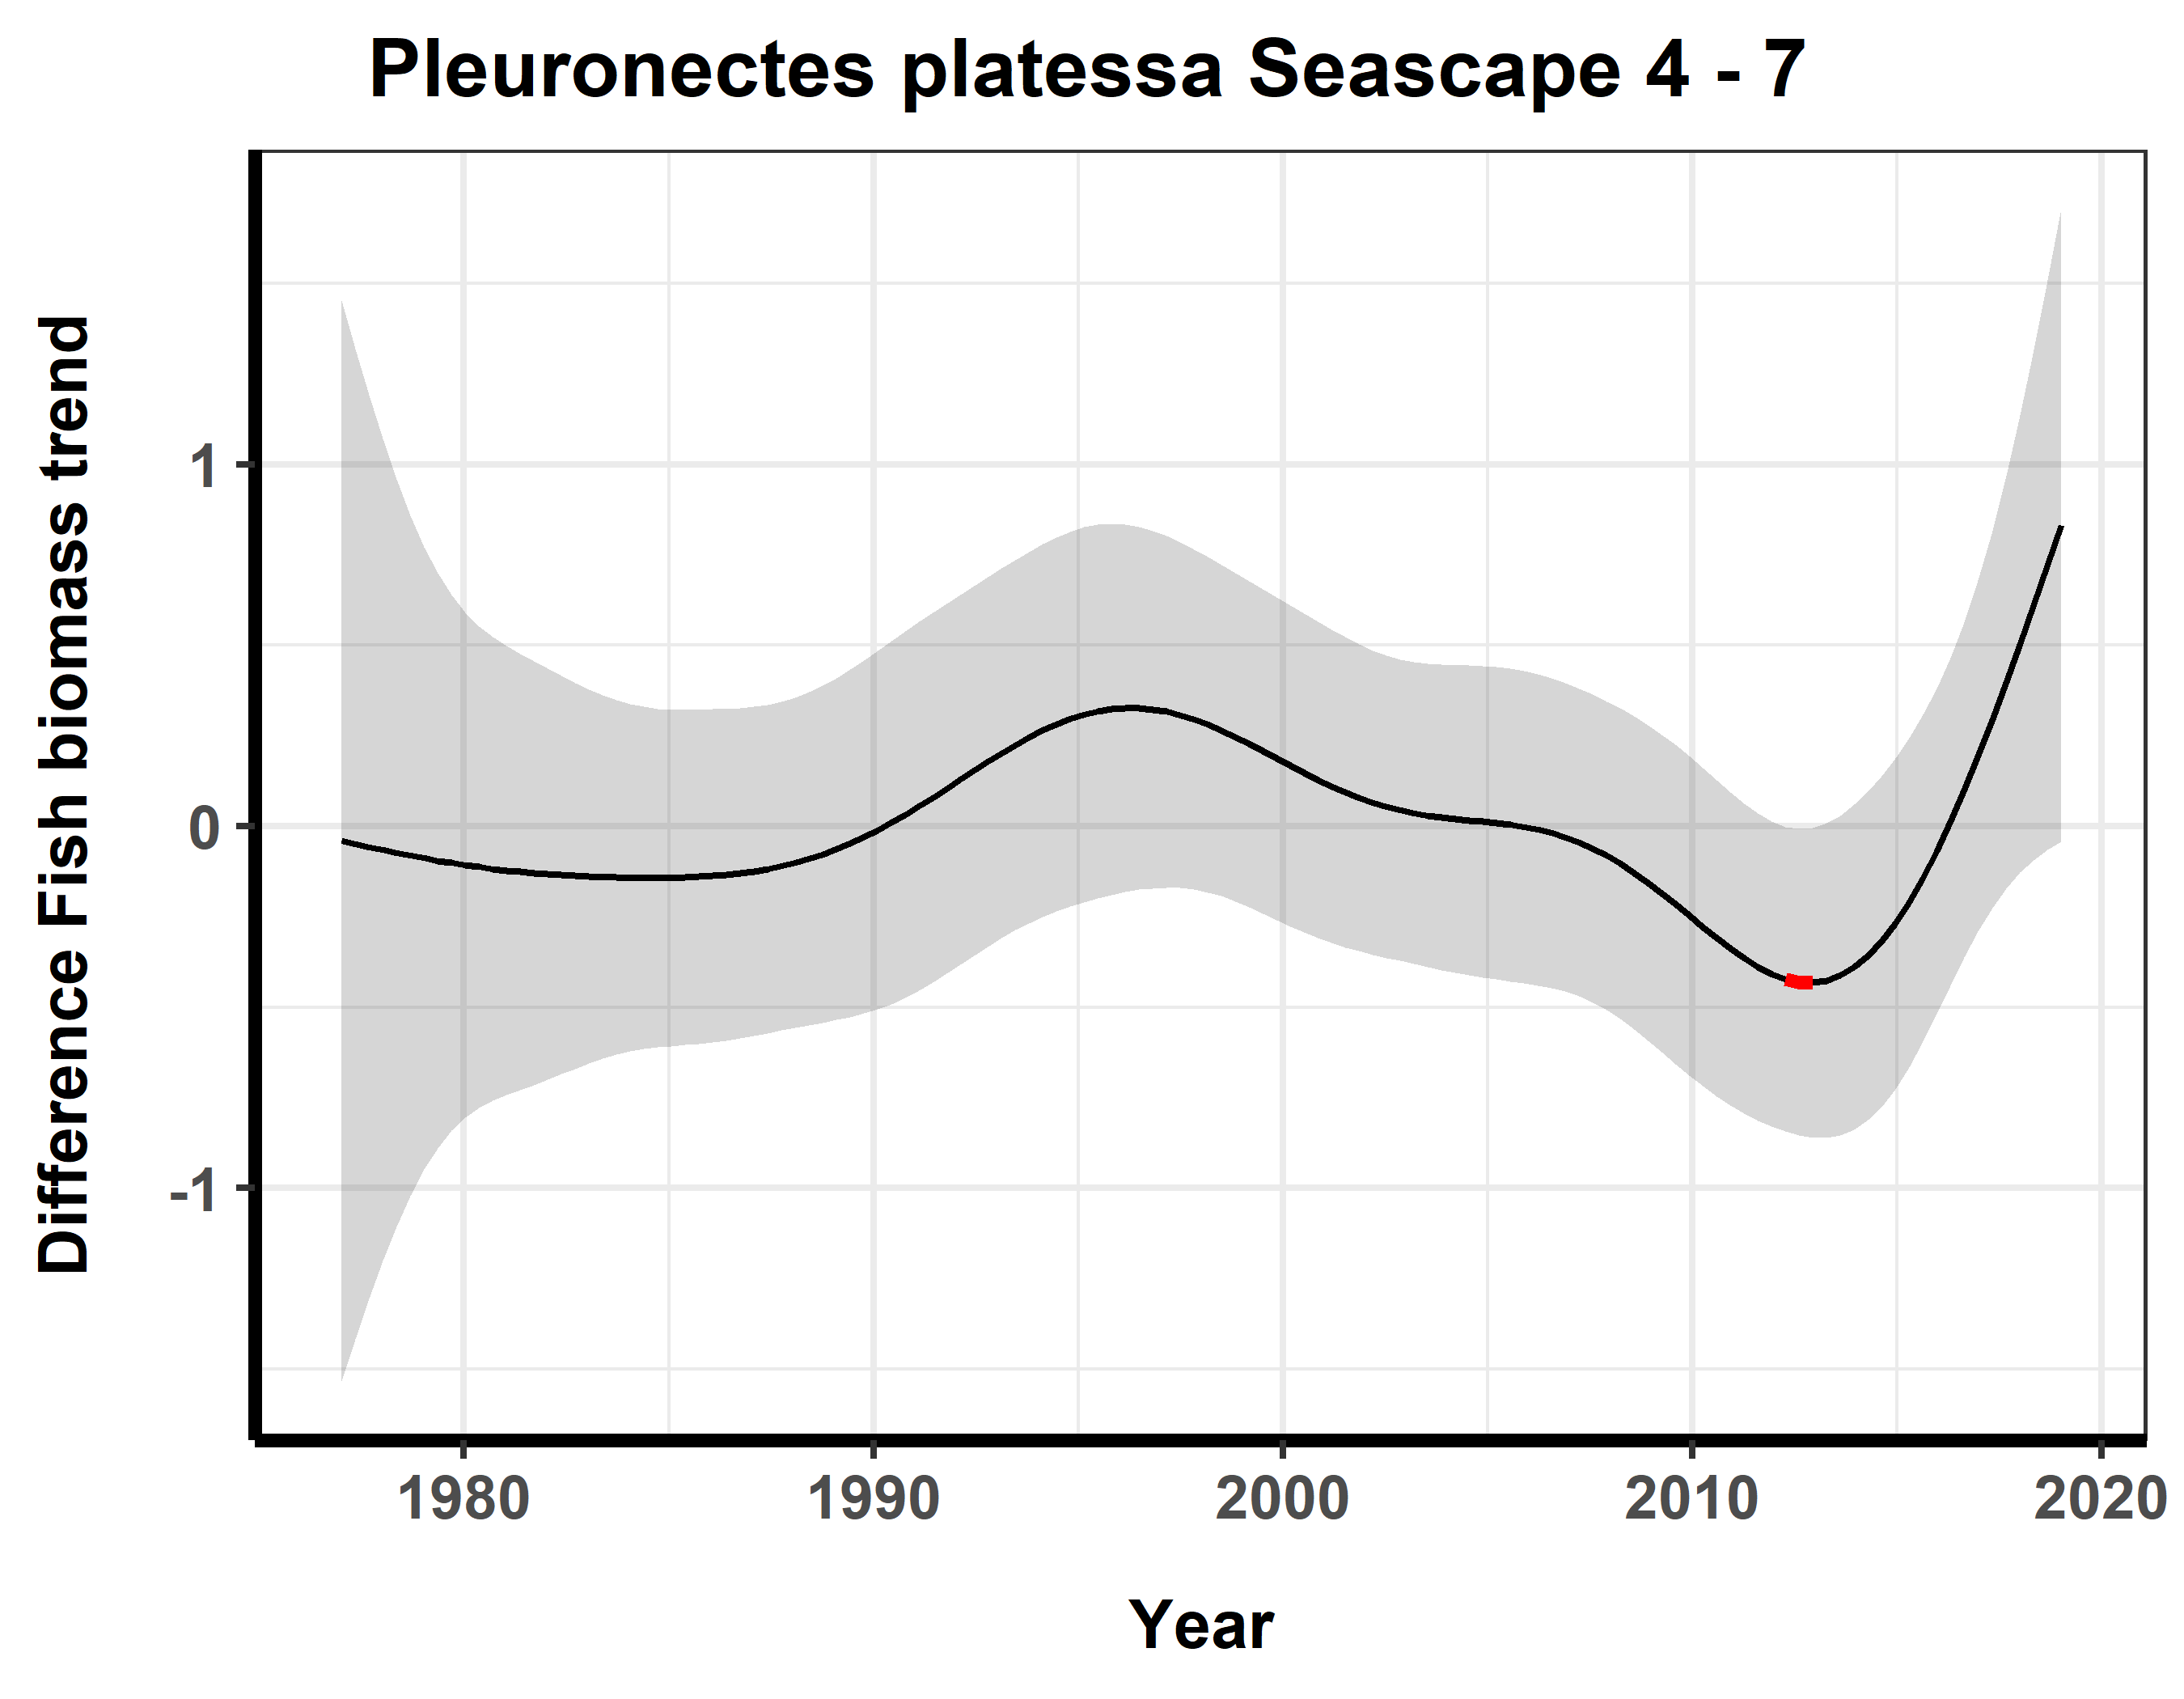 Pleuronectes platessa Seascape 4 - 7
Difference Fish biomass trend
1
0
-1
1980
1990
2000
2010
2020
Year